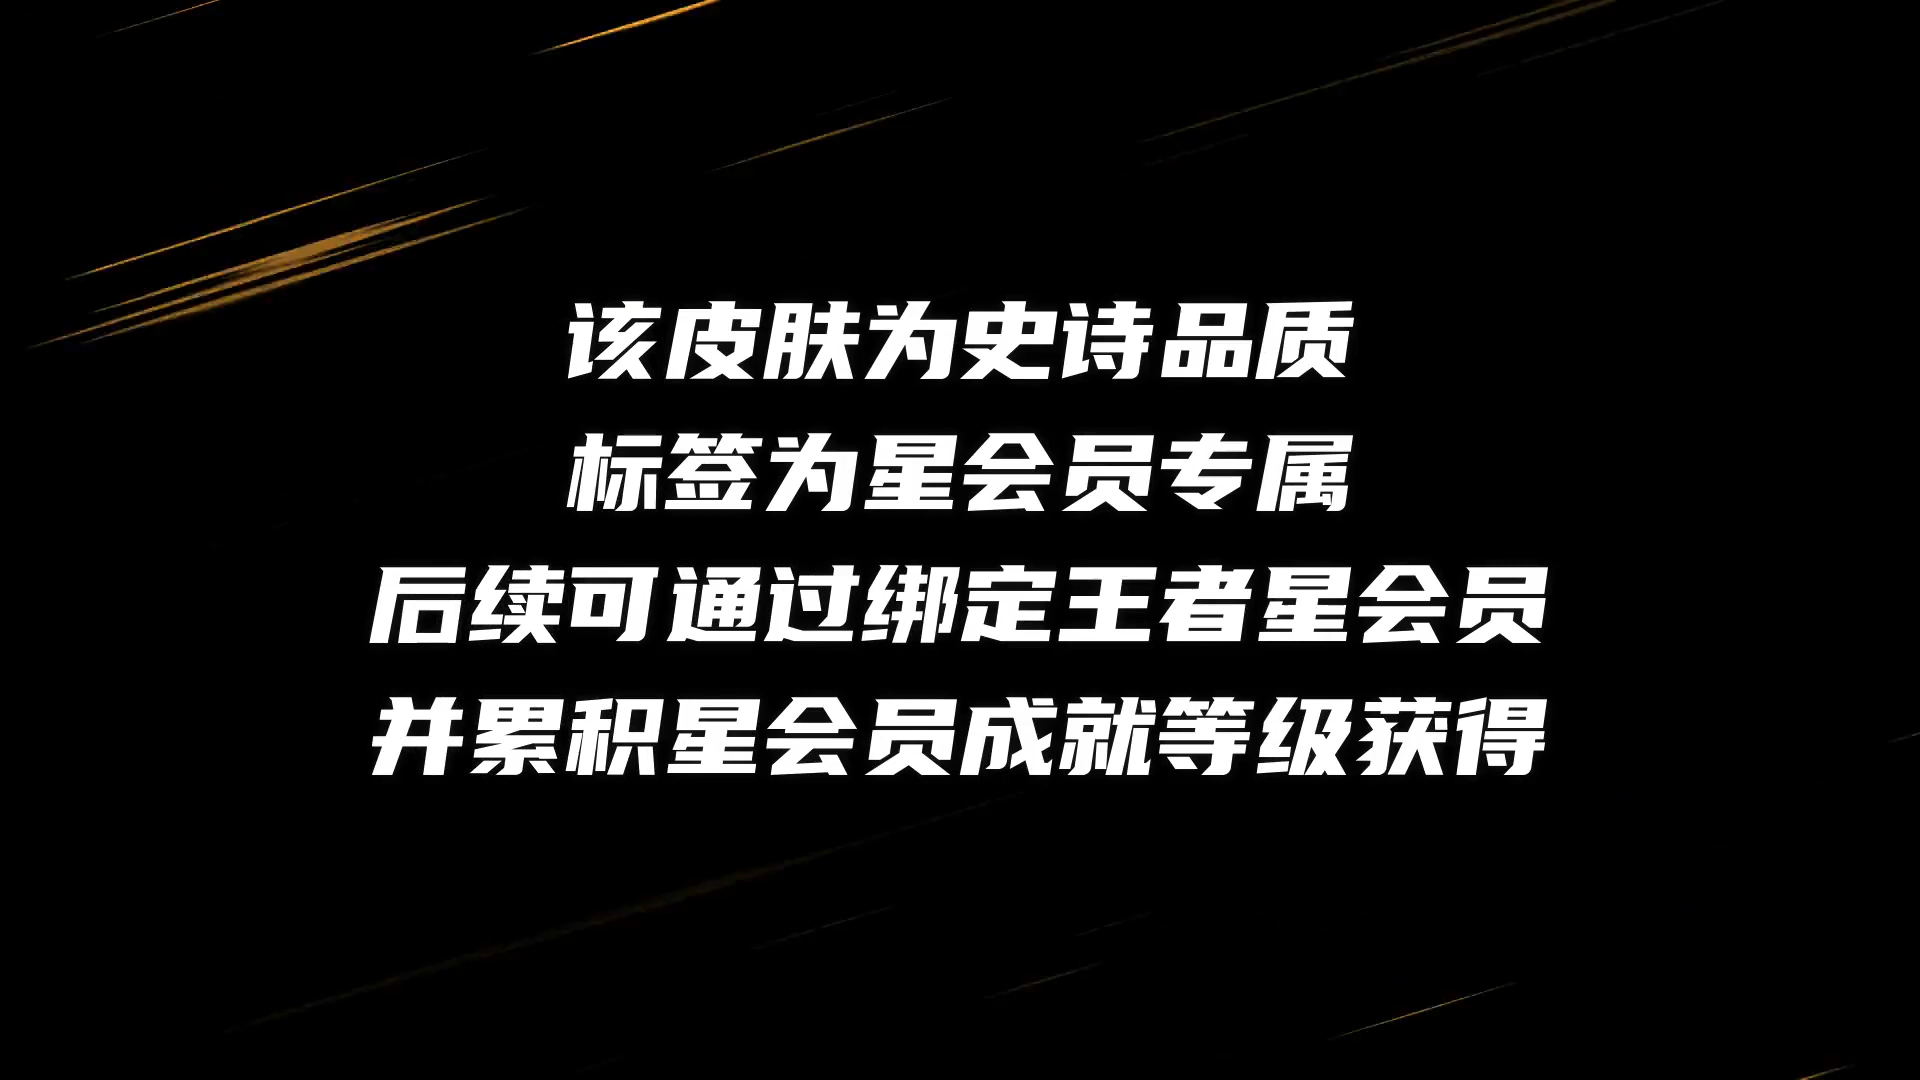 该皮肤为史诗品质
标签为星会员专属
后续可通过绑定王者星会员
并累积星会员成就等级获得